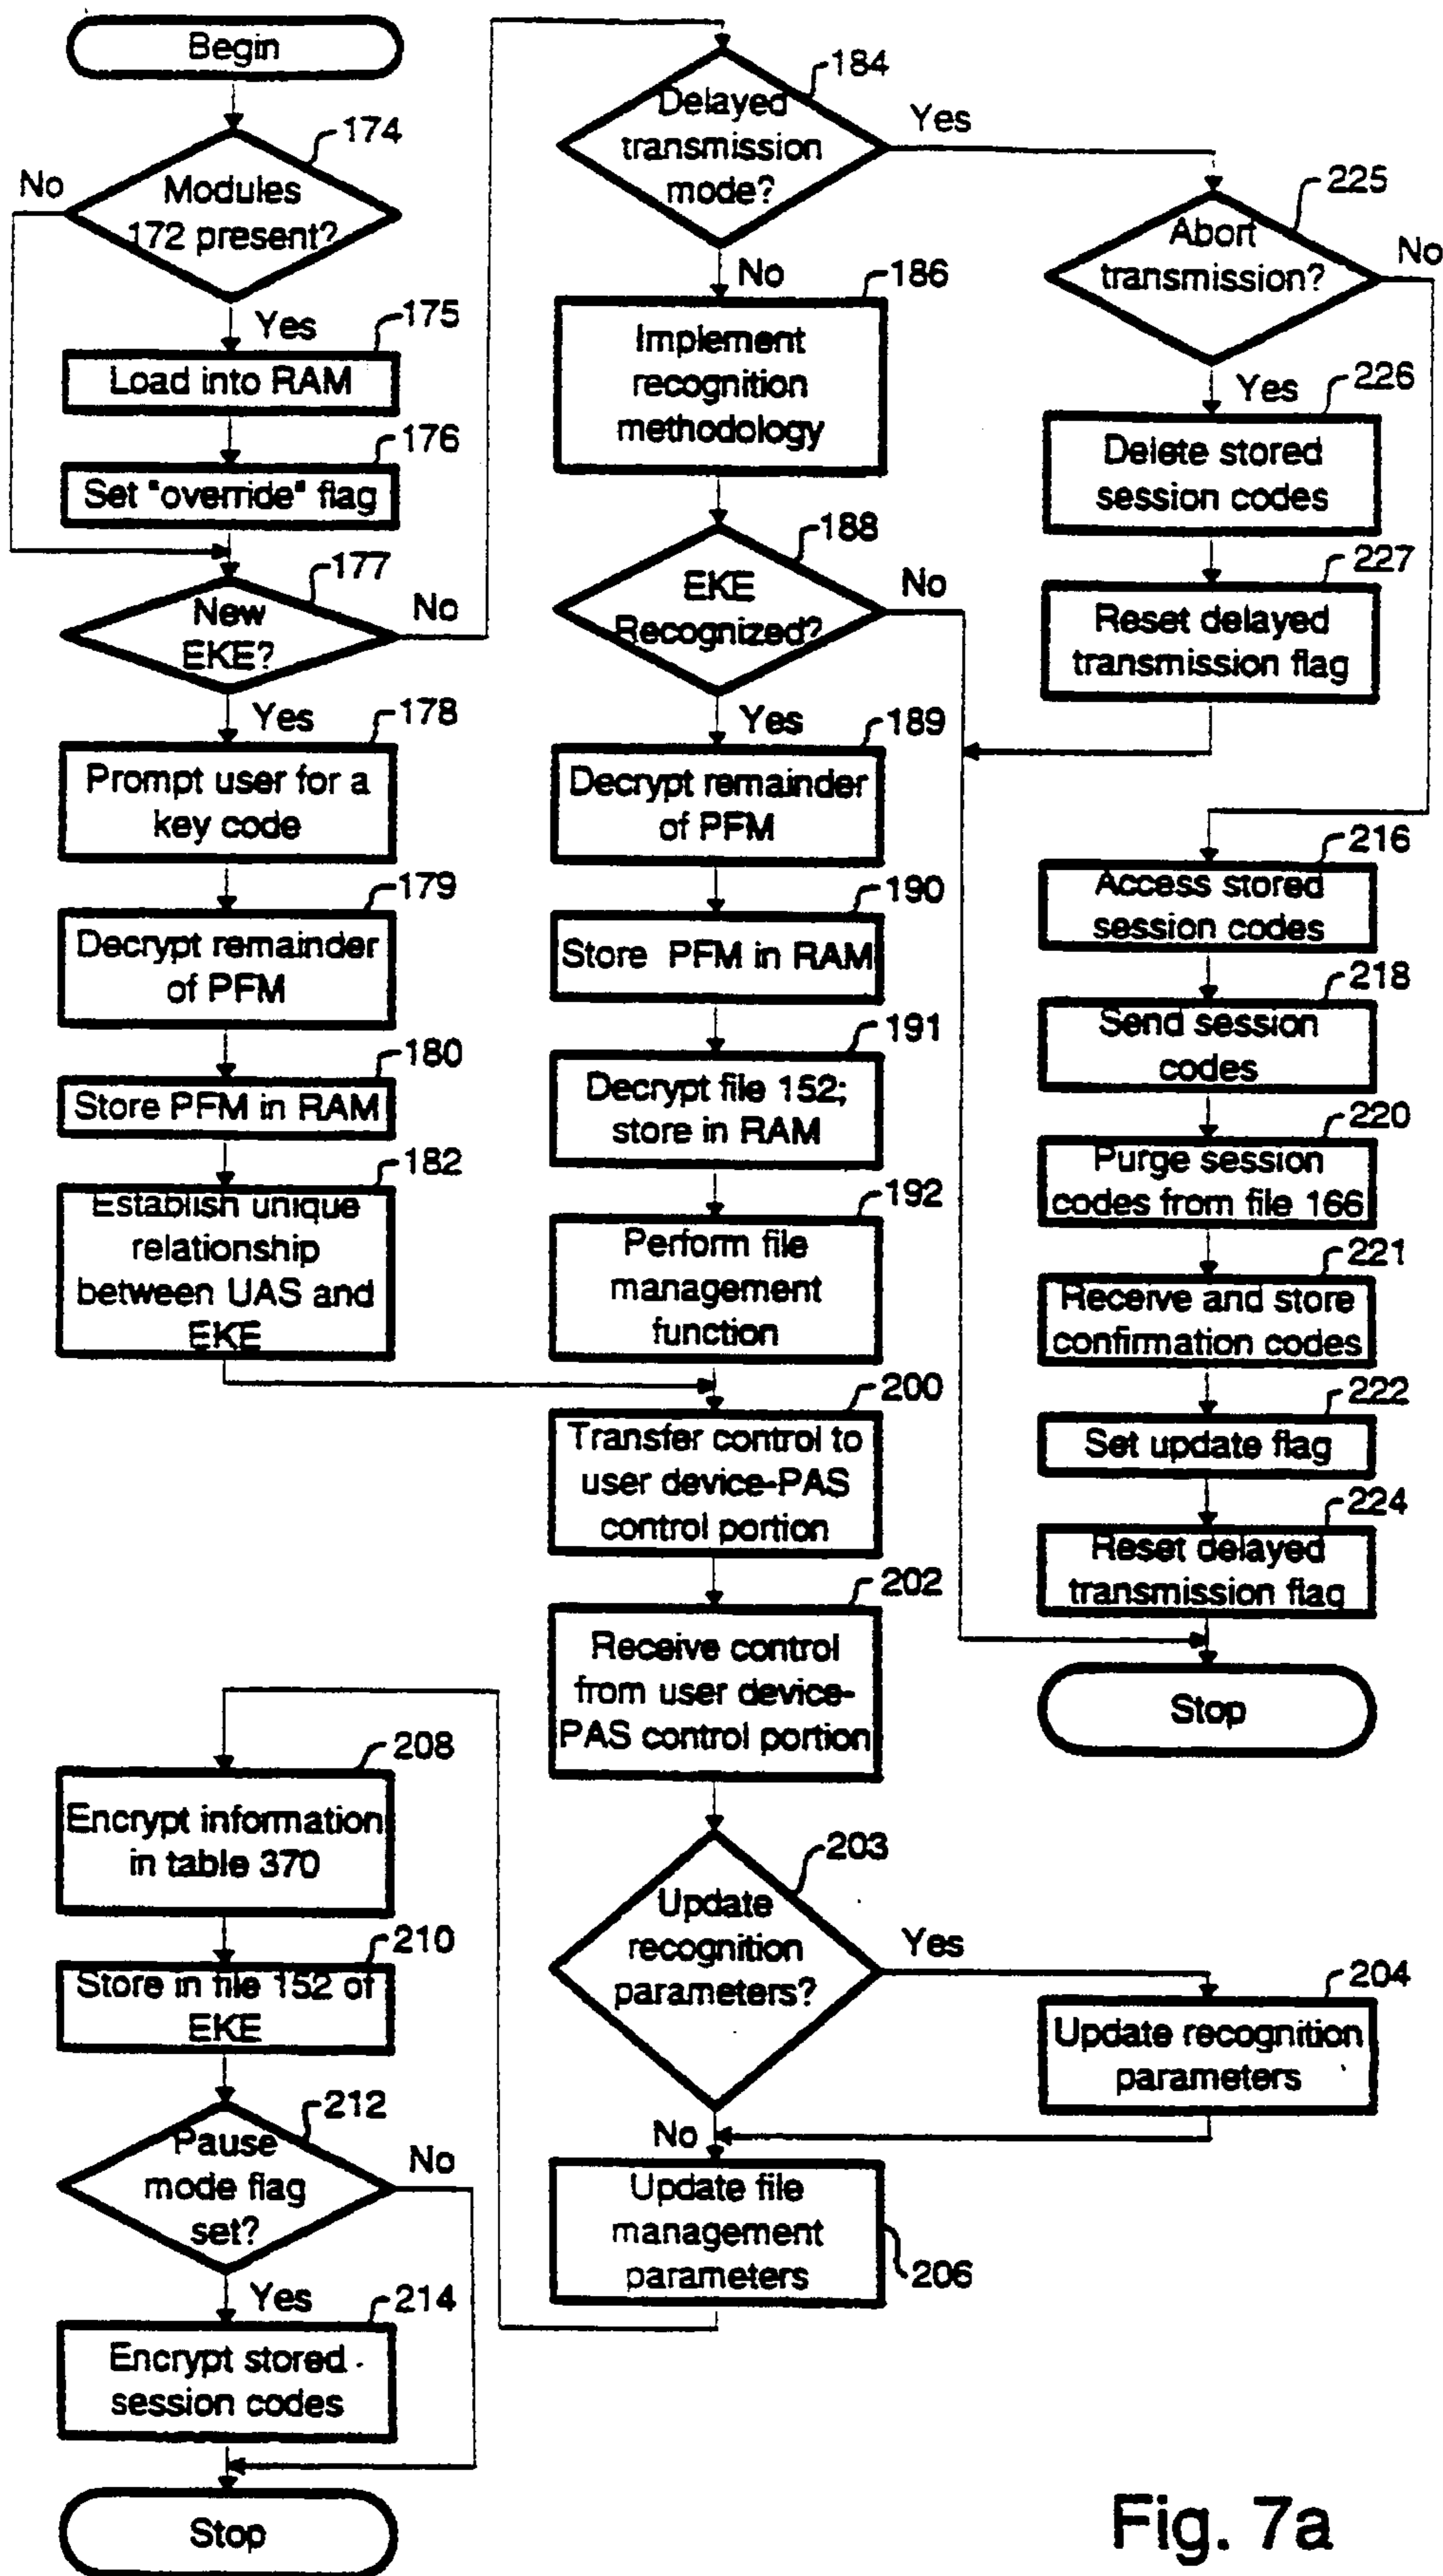 Begin
174
No
Modules
172 present?
Yes
175
Load into RAM
176
Set "override" flag
177
New
EKE?
No
Yes
178
Prompt user for a
key code
179
Decrypt remainder
of PFM
180
Store PFM in RAM
182
Establish unique
relationship
between UAS and
EKE
184
Delayed
transmission
mode?
Yes
No
186
Implement
recognition
methodology
188
EKE
Recognized?
No
Yes
189
Decrypt remainder
of PFM
190
Store PFM in RAM
191
Decrypt file 152;
store in RAM
192
Perform file
management
function
200
Transfer control to
user device-PAS
control portion
202
Receive control
from user device-
PAS control portion
203
Update
recognition
parameters?
Yes
204
Update recognition
parameters
No
Update file
management
parameters
206
225
Abort
transmission?
No
Yes
226
Delete stored
session codes
227
Reset delayed
transmission flag
216
Access stored
session codes
218
Send session
codes
220
Purge session
codes from file 166
221
Receive and store
confirmation codes
222
Set update flag
224
Reset delayed
transmission flag
Stop
208
Encrypt information
in table 370
210
Store in file 152 of
EKE
212
Pause
mode flag
set?
No
Yes
214
Encrypt stored
session codes
Stop
Fig. 7a